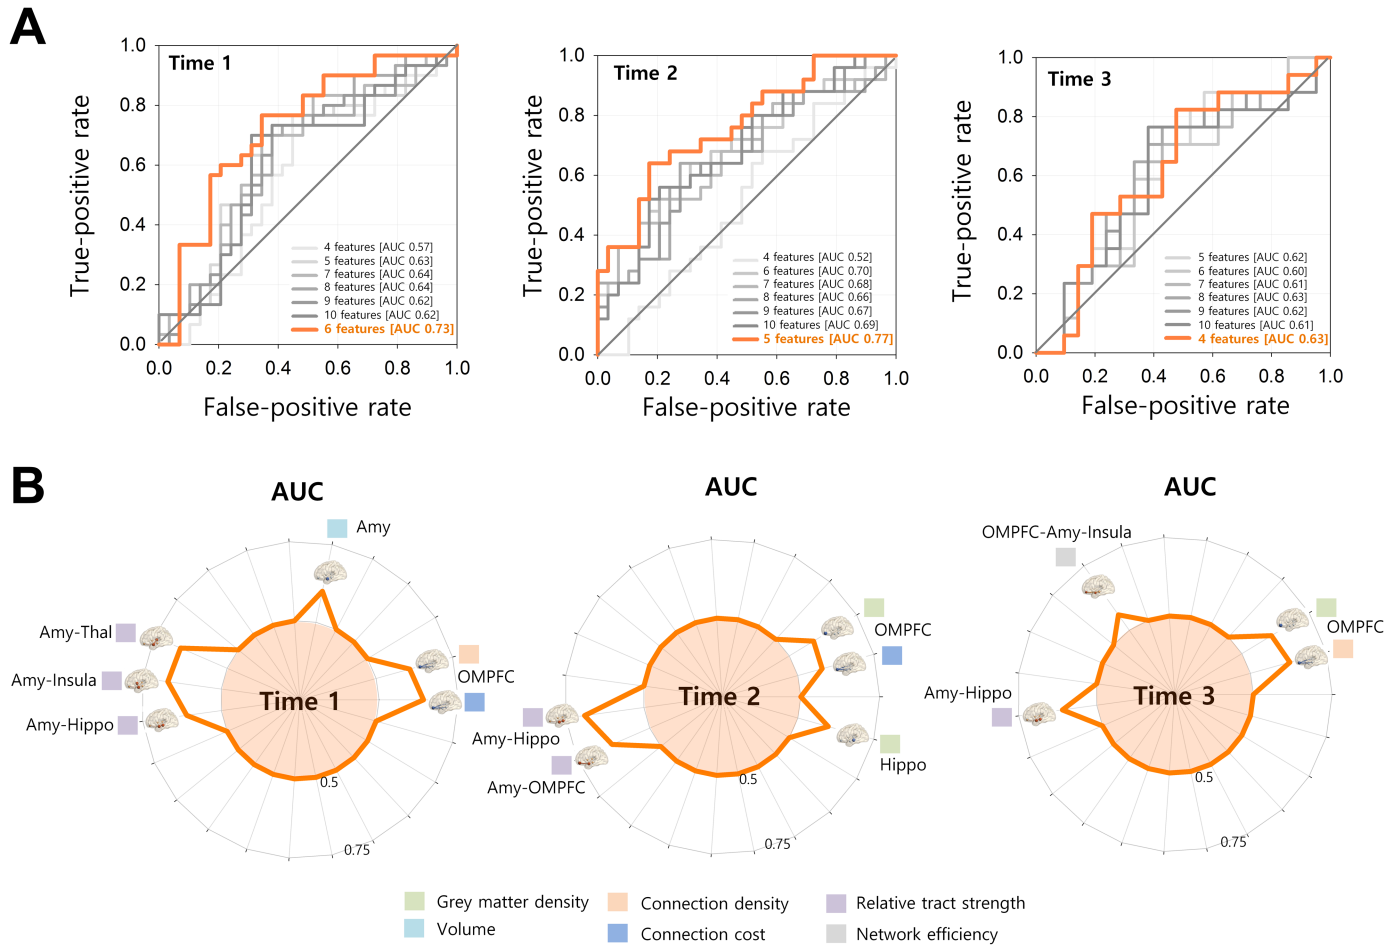 A
Time 1
True-positive rate
1.0
0.8
0.6
0.4
0.2
0.0
0.0 0.2 0.4 0.6 0.8 1.0
False-positive rate
4 features [AUC 0.57]
5 features [AUC 0.63]
7 features [AUC 0.64]
8 features [AUC 0.64]
9 features [AUC 0.62]
10 features [AUC 0.62]
6 features [AUC 0.73]
Time 2
True-positive rate
1.0
0.8
0.6
0.4
0.2
0.0
0.0 0.2 0.4 0.6 0.8 1.0
False-positive rate
4 features [AUC 0.52]
6 features [AUC 0.70]
7 features [AUC 0.68]
8 features [AUC 0.66]
9 features [AUC 0.67]
10 features [AUC 0.69]
5 features [AUC 0.77]
Time 3
True-positive rate
1.0
0.8
0.6
0.4
0.2
0.0
0.0 0.2 0.4 0.6 0.8 1.0
False-positive rate
5 features [AUC 0.62]
6 features [AUC 0.60]
7 features [AUC 0.61]
8 features [AUC 0.63]
9 features [AUC 0.62]
10 features [AUC 0.61]
4 features [AUC 0.63]
B
AUC
Amy
Amy-Thal
Amy-Insula
Amy-Hippo
OMPFC
Time 1
0.5
0.75
AUC
OMPFC
Time 2
Amy-Hippo
Amy-OMPFC
Hippo
0.5
0.75
AUC
OMPFC-Amy-Insula
OMPFC
Amy-Hippo
Time 3
0.5
0.75
Grey matter density
Connection density
Relative tract strength
Volume
Connection cost
Network efficiency